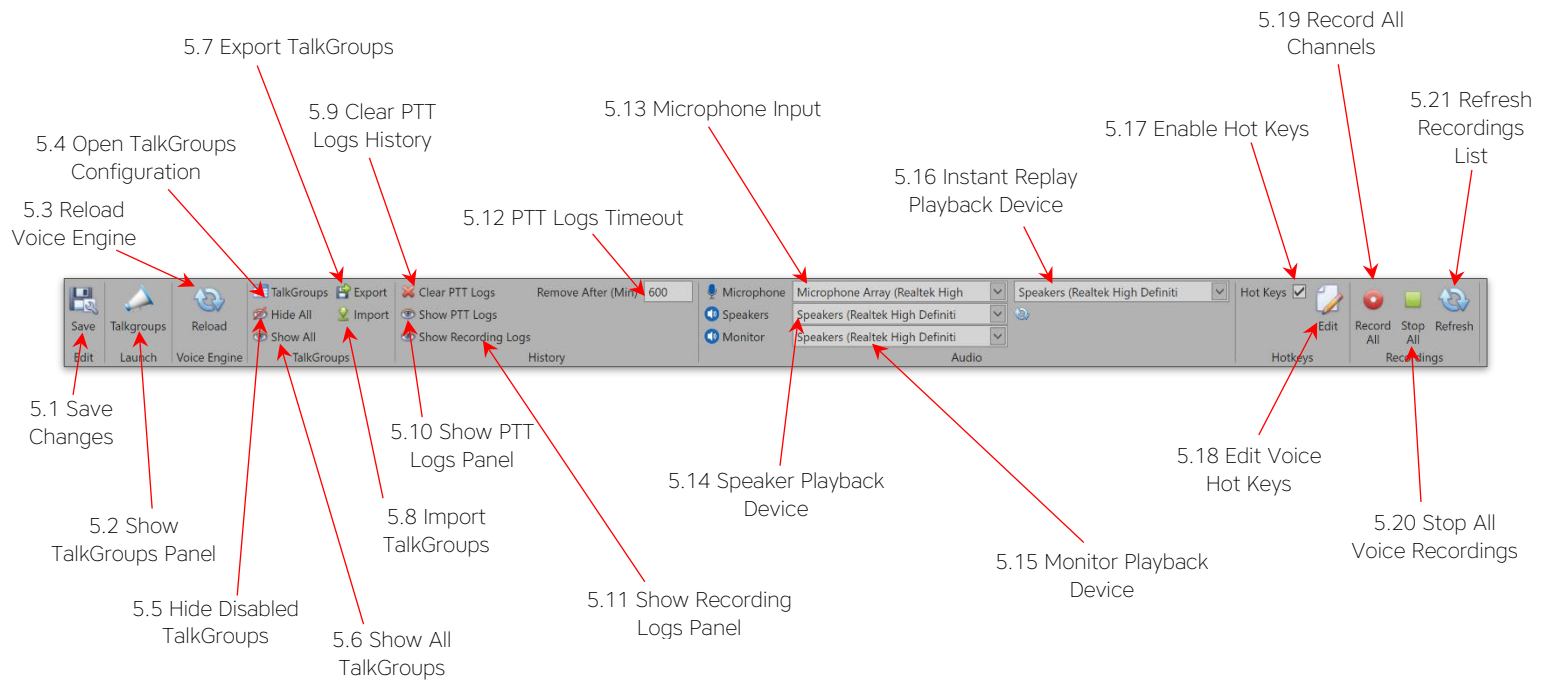 5.19 Record All
Channels
5.7 Export TalkGroups
5.9 Clear PTT
Logs History
5.13 Microphone Input
5.21 Refresh
Recordings
List
5.17 Enable Hot Keys
5.4 Open TalkGroups
Configuration
5.16 Instant Replay
Playback Device
5.3 Reload
Voice Engine
5.12 PTT Logs Timeout
TalkGroups Export Clear PTT Logs Remove After (Min) 600 Microphone Microphone Array (Realtek High Speakers (Realtek High Definiti Hot Keys
Hide All Import Show PTT Logs Speakers Speakers (Realtek High Definiti
Save Talkgroups Reload Edit Record All Stop All Refresh
Show All Show Recording Logs Monitor Speakers (Realtek High Definiti
Edit Launch Voice Engine TalkGroups History Audio Hotkeys Recordings
5.1 Save
Changes
5.10 Show PTT
Logs Panel
5.18 Edit Voice
Hot Keys
5.14 Speaker Playback
Device
5.2 Show
TalkGroups Panel
5.8 Import
TalkGroups
5.20 Stop All
Voice Recordings
5.15 Monitor Playback
Device
5.5 Hide Disabled
TalkGroups
5.11 Show Recording
Logs Panel
5.6 Show All
TalkGroups